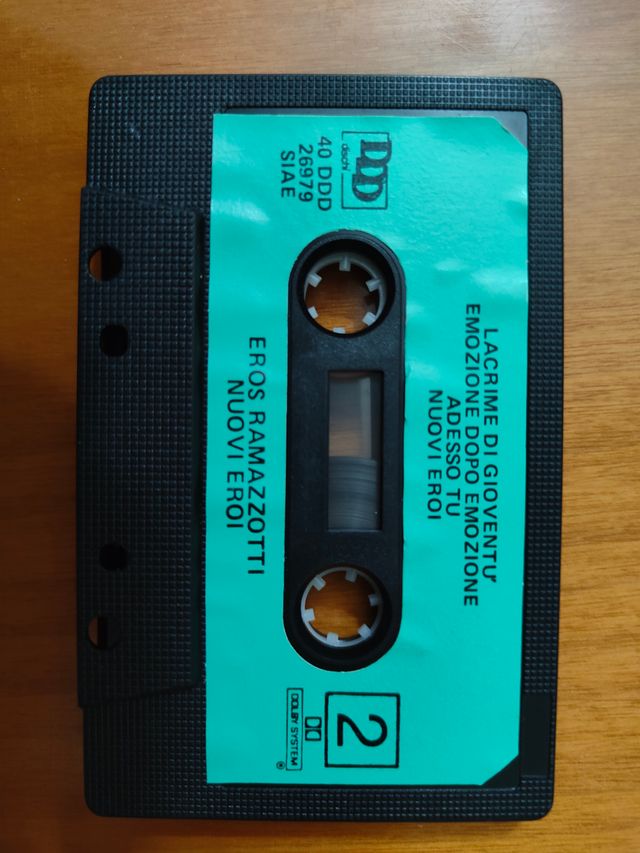 LACRIME DI GIOVENTU'
EMOZIONE DOPO EMOZIONE
ADESSO TU
NUOVI EROI
DDD
dischi
40 DDD
26979
SIAE
2
DOLBY SYSTEM
®
EROS RAMAZZOTTI
NUOVI EROI